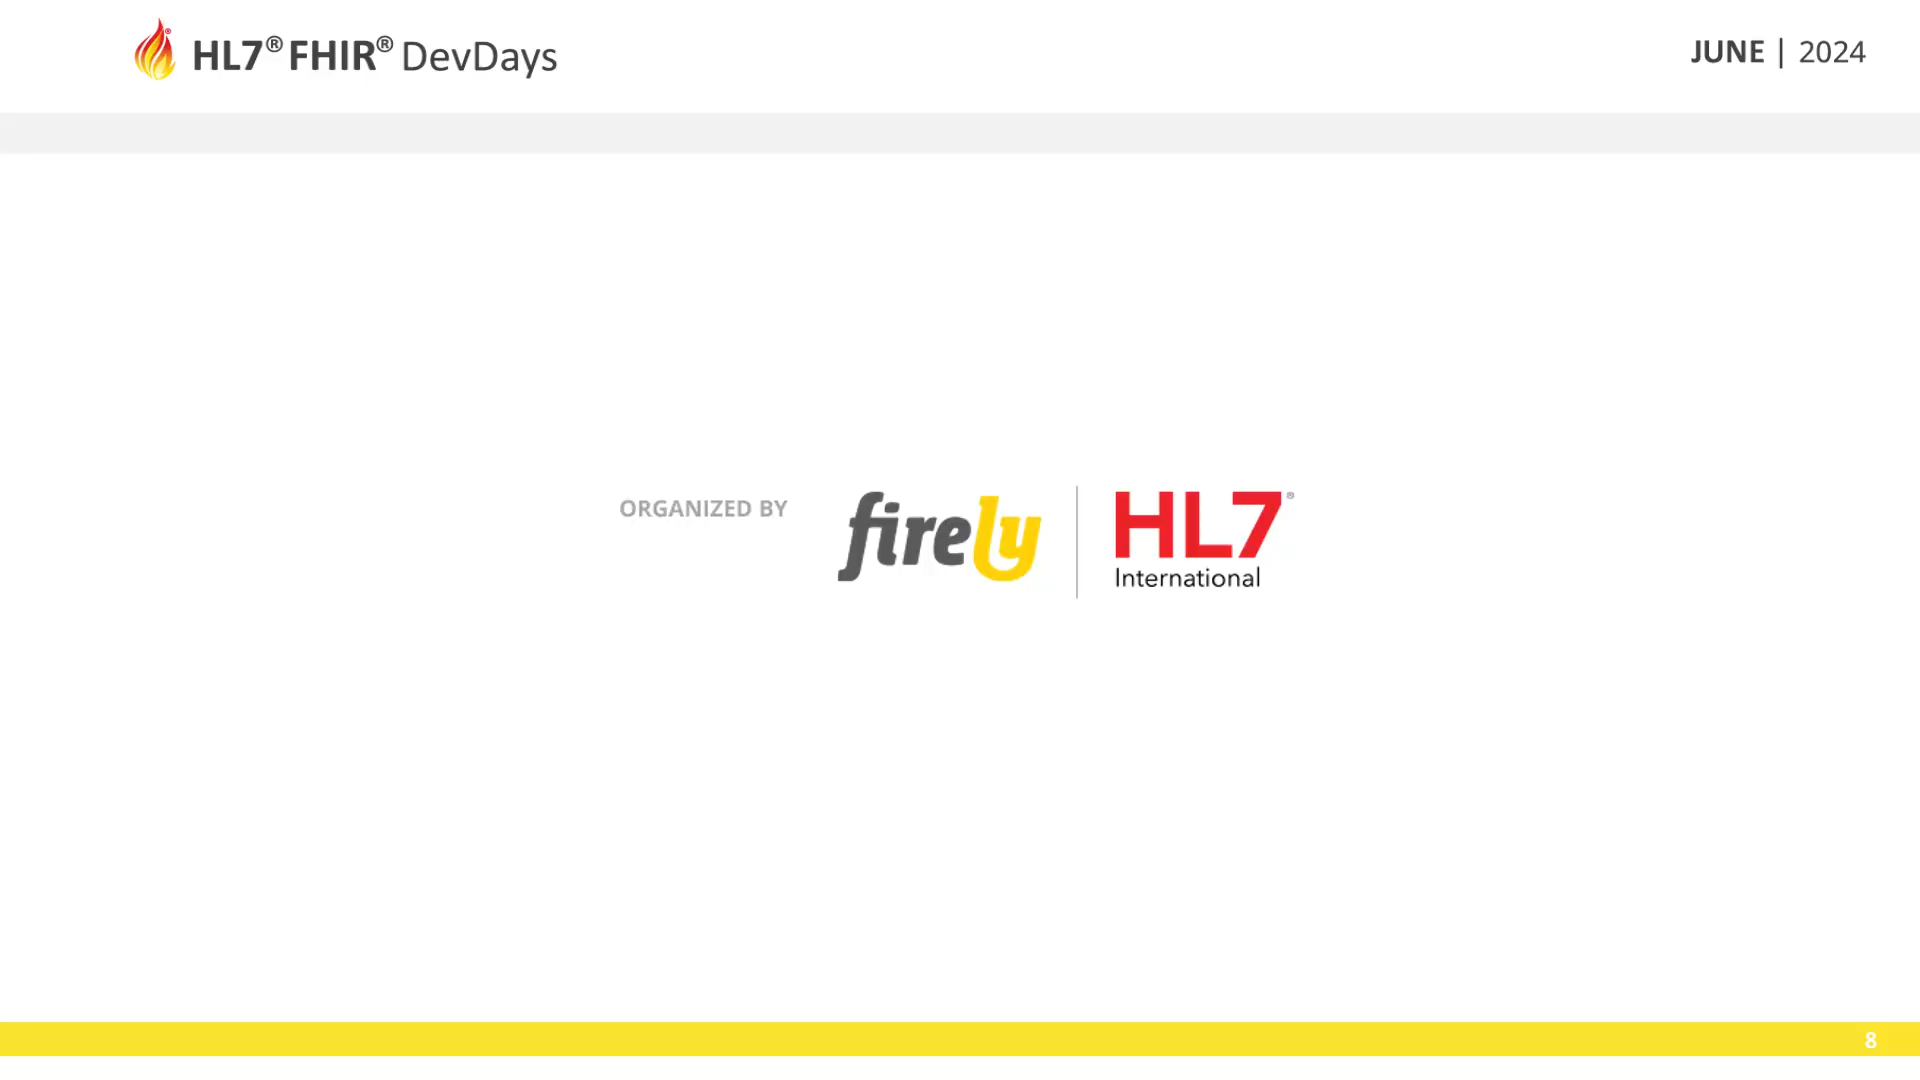 HL7® FHIR® DevDays
JUNE | 2024
ORGANIZED BY
firely
HL7®
International
8